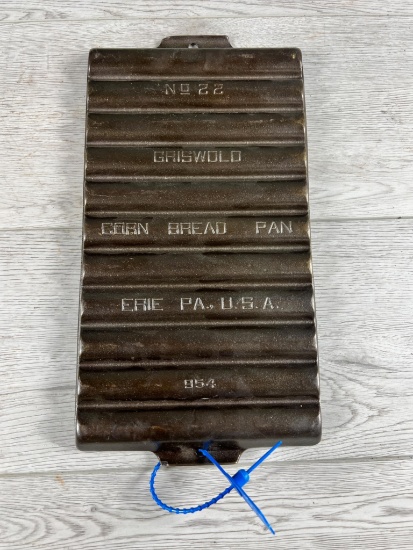 No 22
GRISWOLD
CORN BREAD PAN
ERIE PA., U.S.A.
954